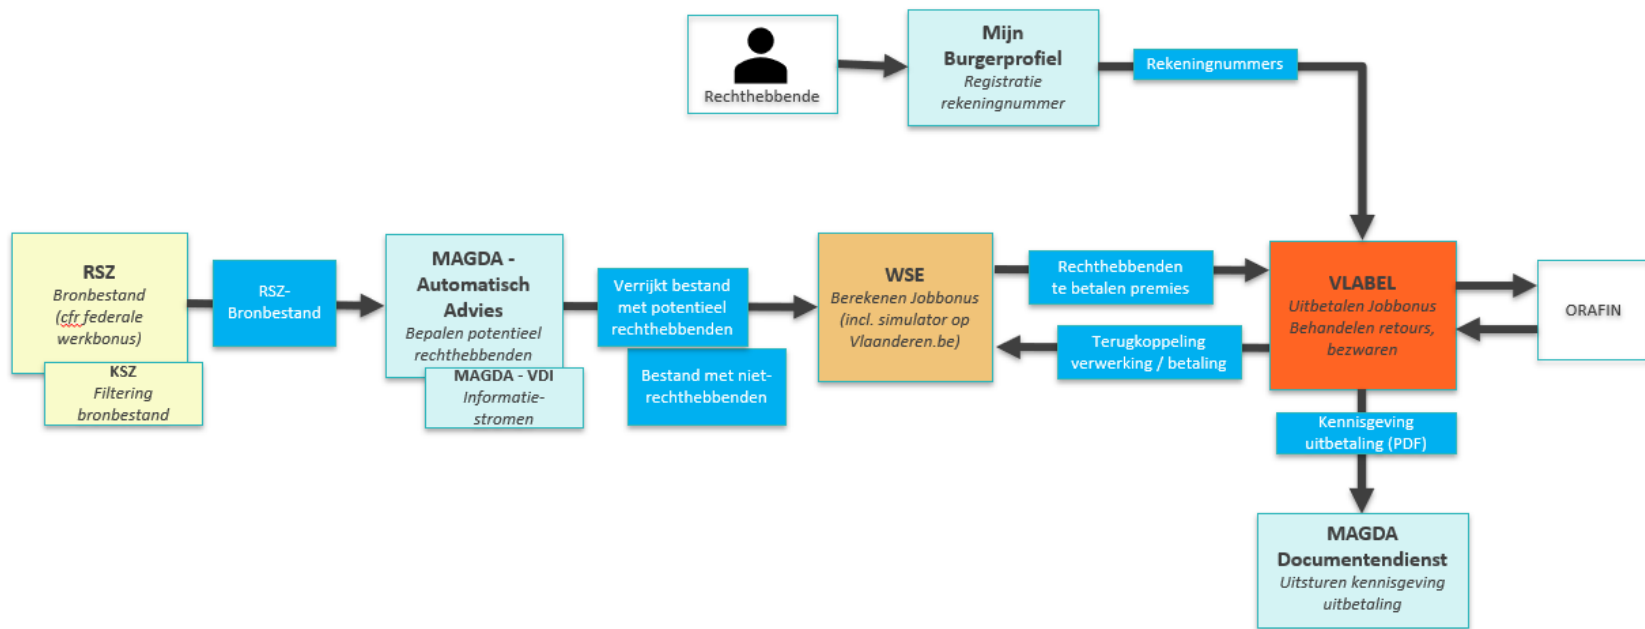 Rechthebbende
Mijn
Burgerprofiel
Registratie
rekeningnummer
Rekeningnummers
RSZ
Bronbestand
(cfr federale
werkbonus)
KSZ
Filtering
bronbestand
RSZ-
Bronbestand
MAGDA -
Automatisch
Advies
Bepalen potentieel
rechthebbenden
MAGDA - VDI
Informatie-
stromen
Verrijkt bestand
met potentieel
rechthebbenden
Bestand met niet-
rechthebbenden
WSE
Berekenen Jobbonus
(incl. simulator op
Vlaanderen.be)
Rechthebbenden
te betalen premies
Terugkoppeling
verwerking / betaling
VLABEL
Uitbetalen Jobbonus
Behandelen retours,
bezwaren
ORAFIN
Kennisgeving
uitbetaling (PDF)
MAGDA
Documentendienst
Uitsturen kennisgeving
uitbetaling